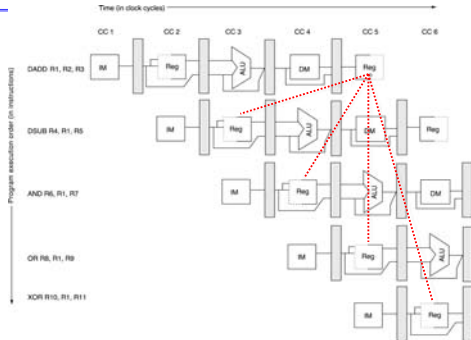 Time (in clock cycles)
CC 1 CC 2 CC 3 CC 4 CC 5 CC 6
Program execution order (in instructions)
DADD R1, R2, R3 IM Reg ALU DM Reg
DSUB R4, R1, R5 IM Reg ALU DM Reg
AND R6, R1, R7 IM Reg ALU DM
OR R8, R1, R9 IM Reg ALU
XOR R10, R1, R11 IM Reg